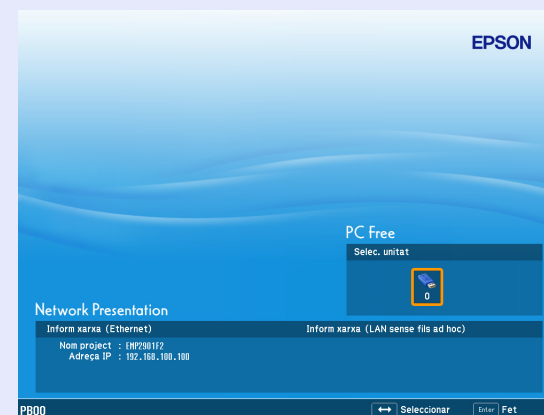 EPSON
PC Free
Selec. unitat
0
Network Presentation
Inform xarxa (Ethernet)
Inform xarxa (LAN sense fils ad hoc)
Nom project : EMP2901F2
Adreça IP : 192.168.100.100
PB00
Seleccionar
Enter Fet